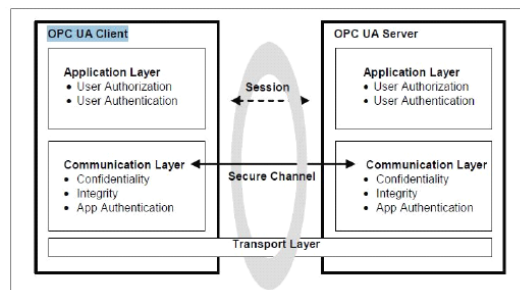 OPC UA Client
Application Layer
• User Authorization
• User Authentication
Communication Layer
• Confidentiality
• Integrity
• App Authentication
Session
Secure Channel
Transport Layer
OPC UA Server
Application Layer
• User Authorization
• User Authentication
Communication Layer
• Confidentiality
• Integrity
• App Authentication